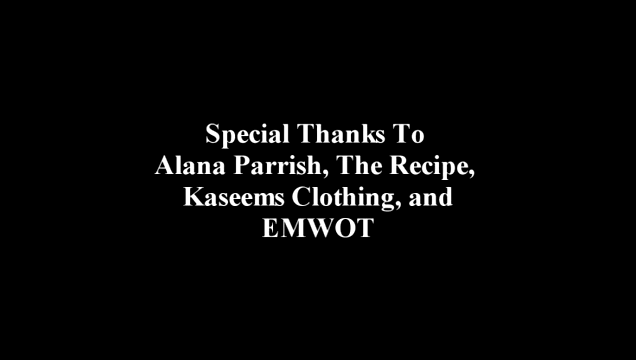 Special Thanks To
Alana Parrish, The Recipe,
Kaseems Clothing, and
EMWOT